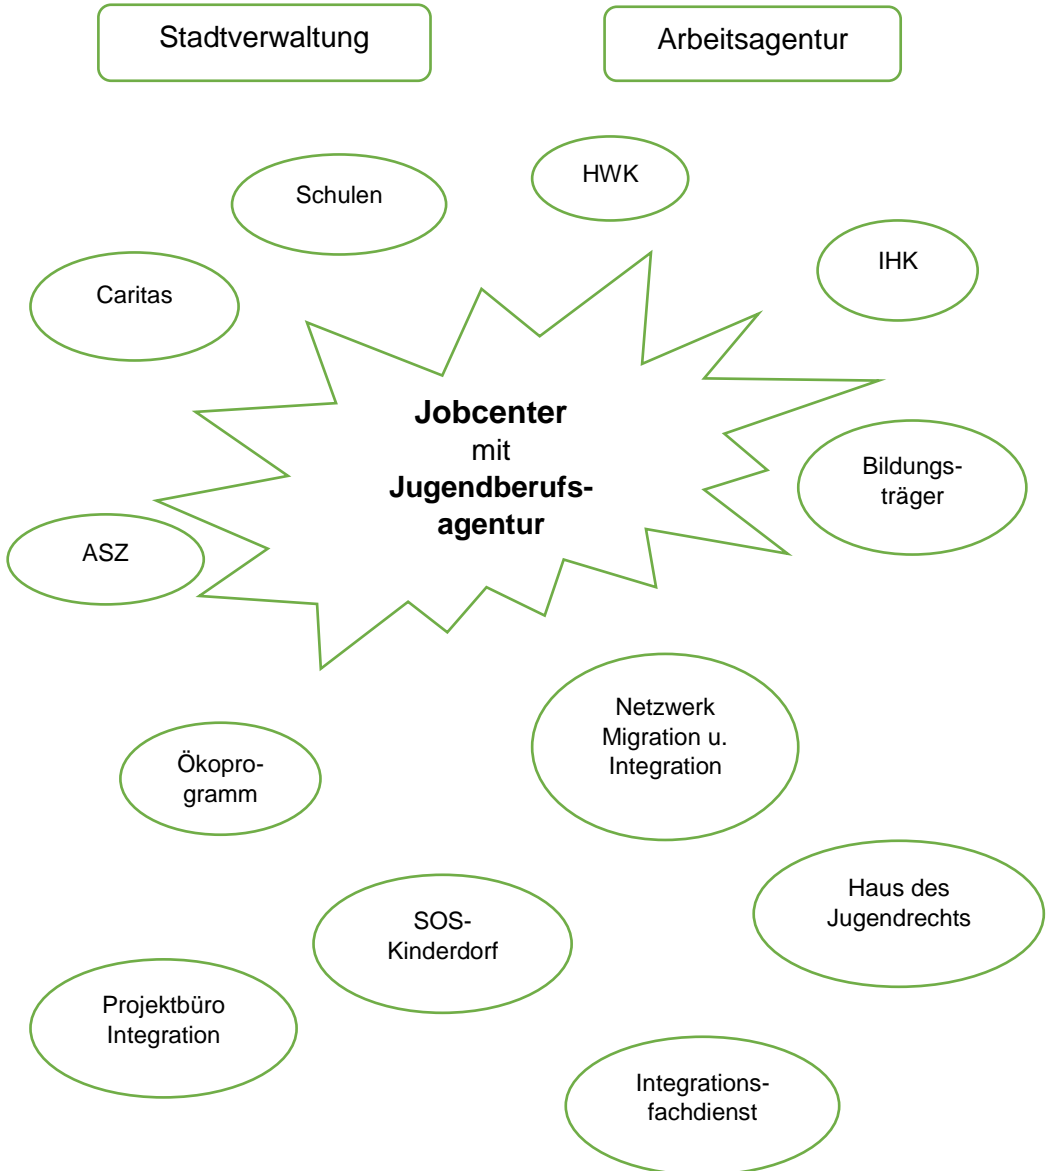 Stadtverwaltung
Arbeitsagentur
HWK
Schulen
IHK
Caritas
Jobcenter
mit
Jugendberufs-
agentur
Bildungs-
träger
ASZ
Netzwerk
Migration u.
Integration
Ökopro-
gramm
Haus des
Jugendrechts
SOS-
Kinderdorf
Projektbüro
Integration
Integrations-
fachdienst